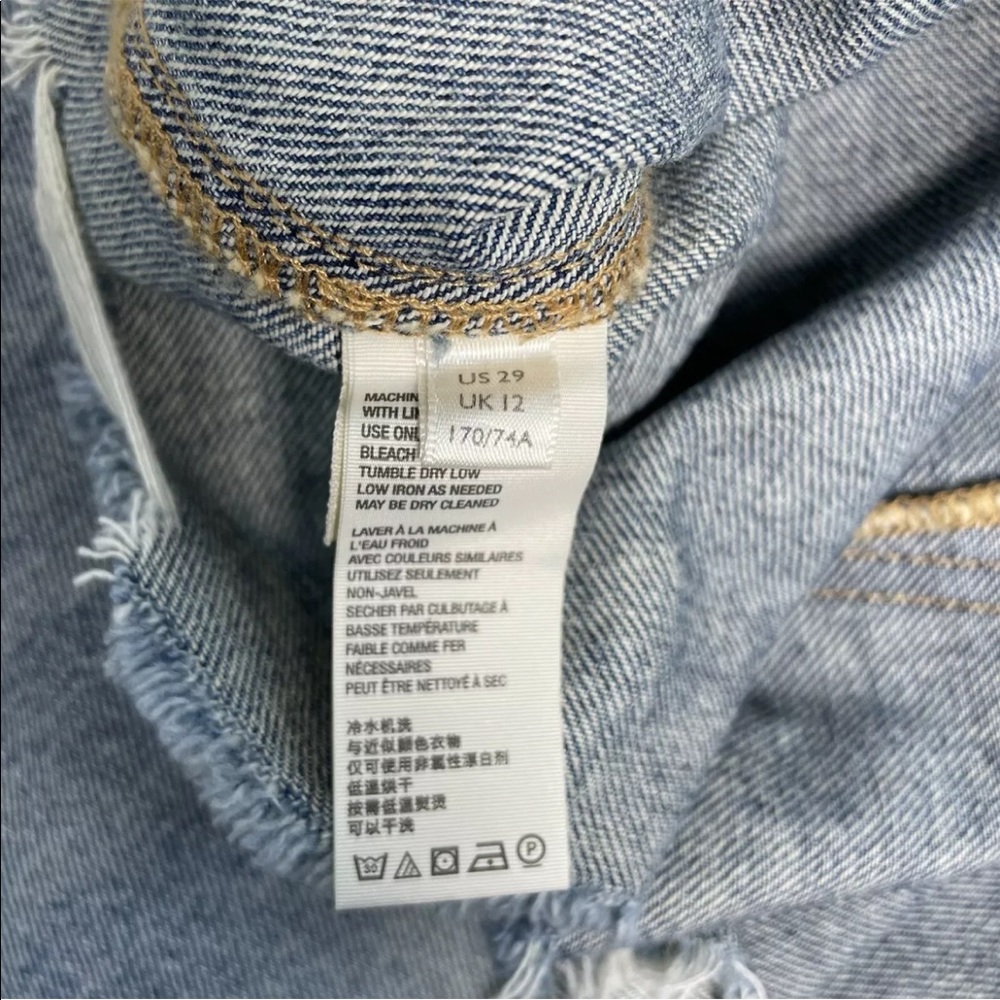 US 29
UK 12
170/74A
MACHIN
WITH LI
USE ONL
BLEACH
TUMBLE DRY LOW
LOW IRON AS NEEDED
MAY BE DRY CLEANED
LAVER À LA MACHINE À
L'EAU FROID
AVEC COULEURS SIMILAIRES
UTILISEZ SEULEMENT
NON-JAVEL
SECHER PAR CULBUTAGE À
BASSE TEMPÉRATURE
FAIBLE COMME FER
NÉCESSAIRES
PEUT ÊTRE NETTOYÉ À SEC
冷水机洗
与近似颜色衣物
仅可使用非氯性漂白剂
低温烘干
按需低温熨烫
可以干洗
30
P